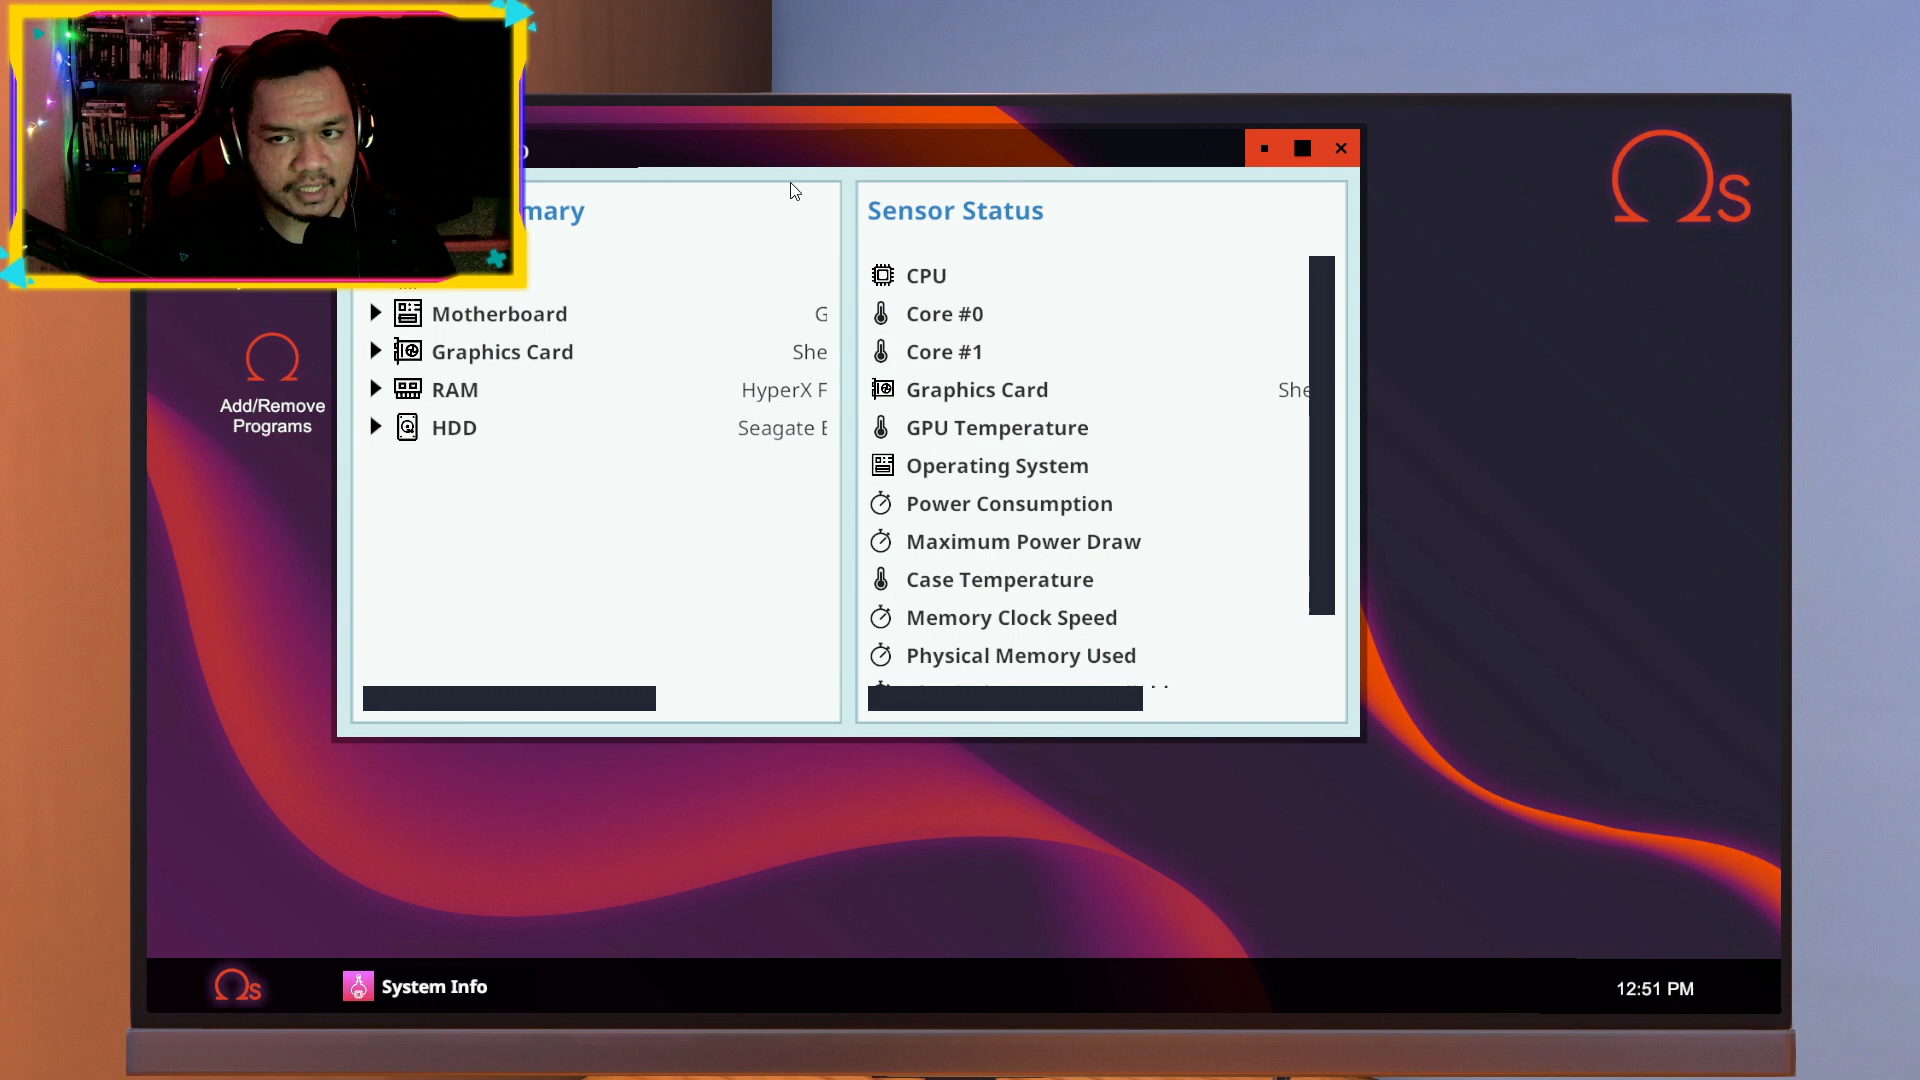 mary
Motherboard G
Graphics Card She
RAM HyperX F
HDD Seagate
Sensor Status
CPU
Core #0
Core #1
Graphics Card She
GPU Temperature
Operating System
Power Consumption
Maximum Power Draw
Case Temperature
Memory Clock Speed
Physical Memory Used
Add/Remove
Programs
Ωs
Ωs
System Info
12:51 PM